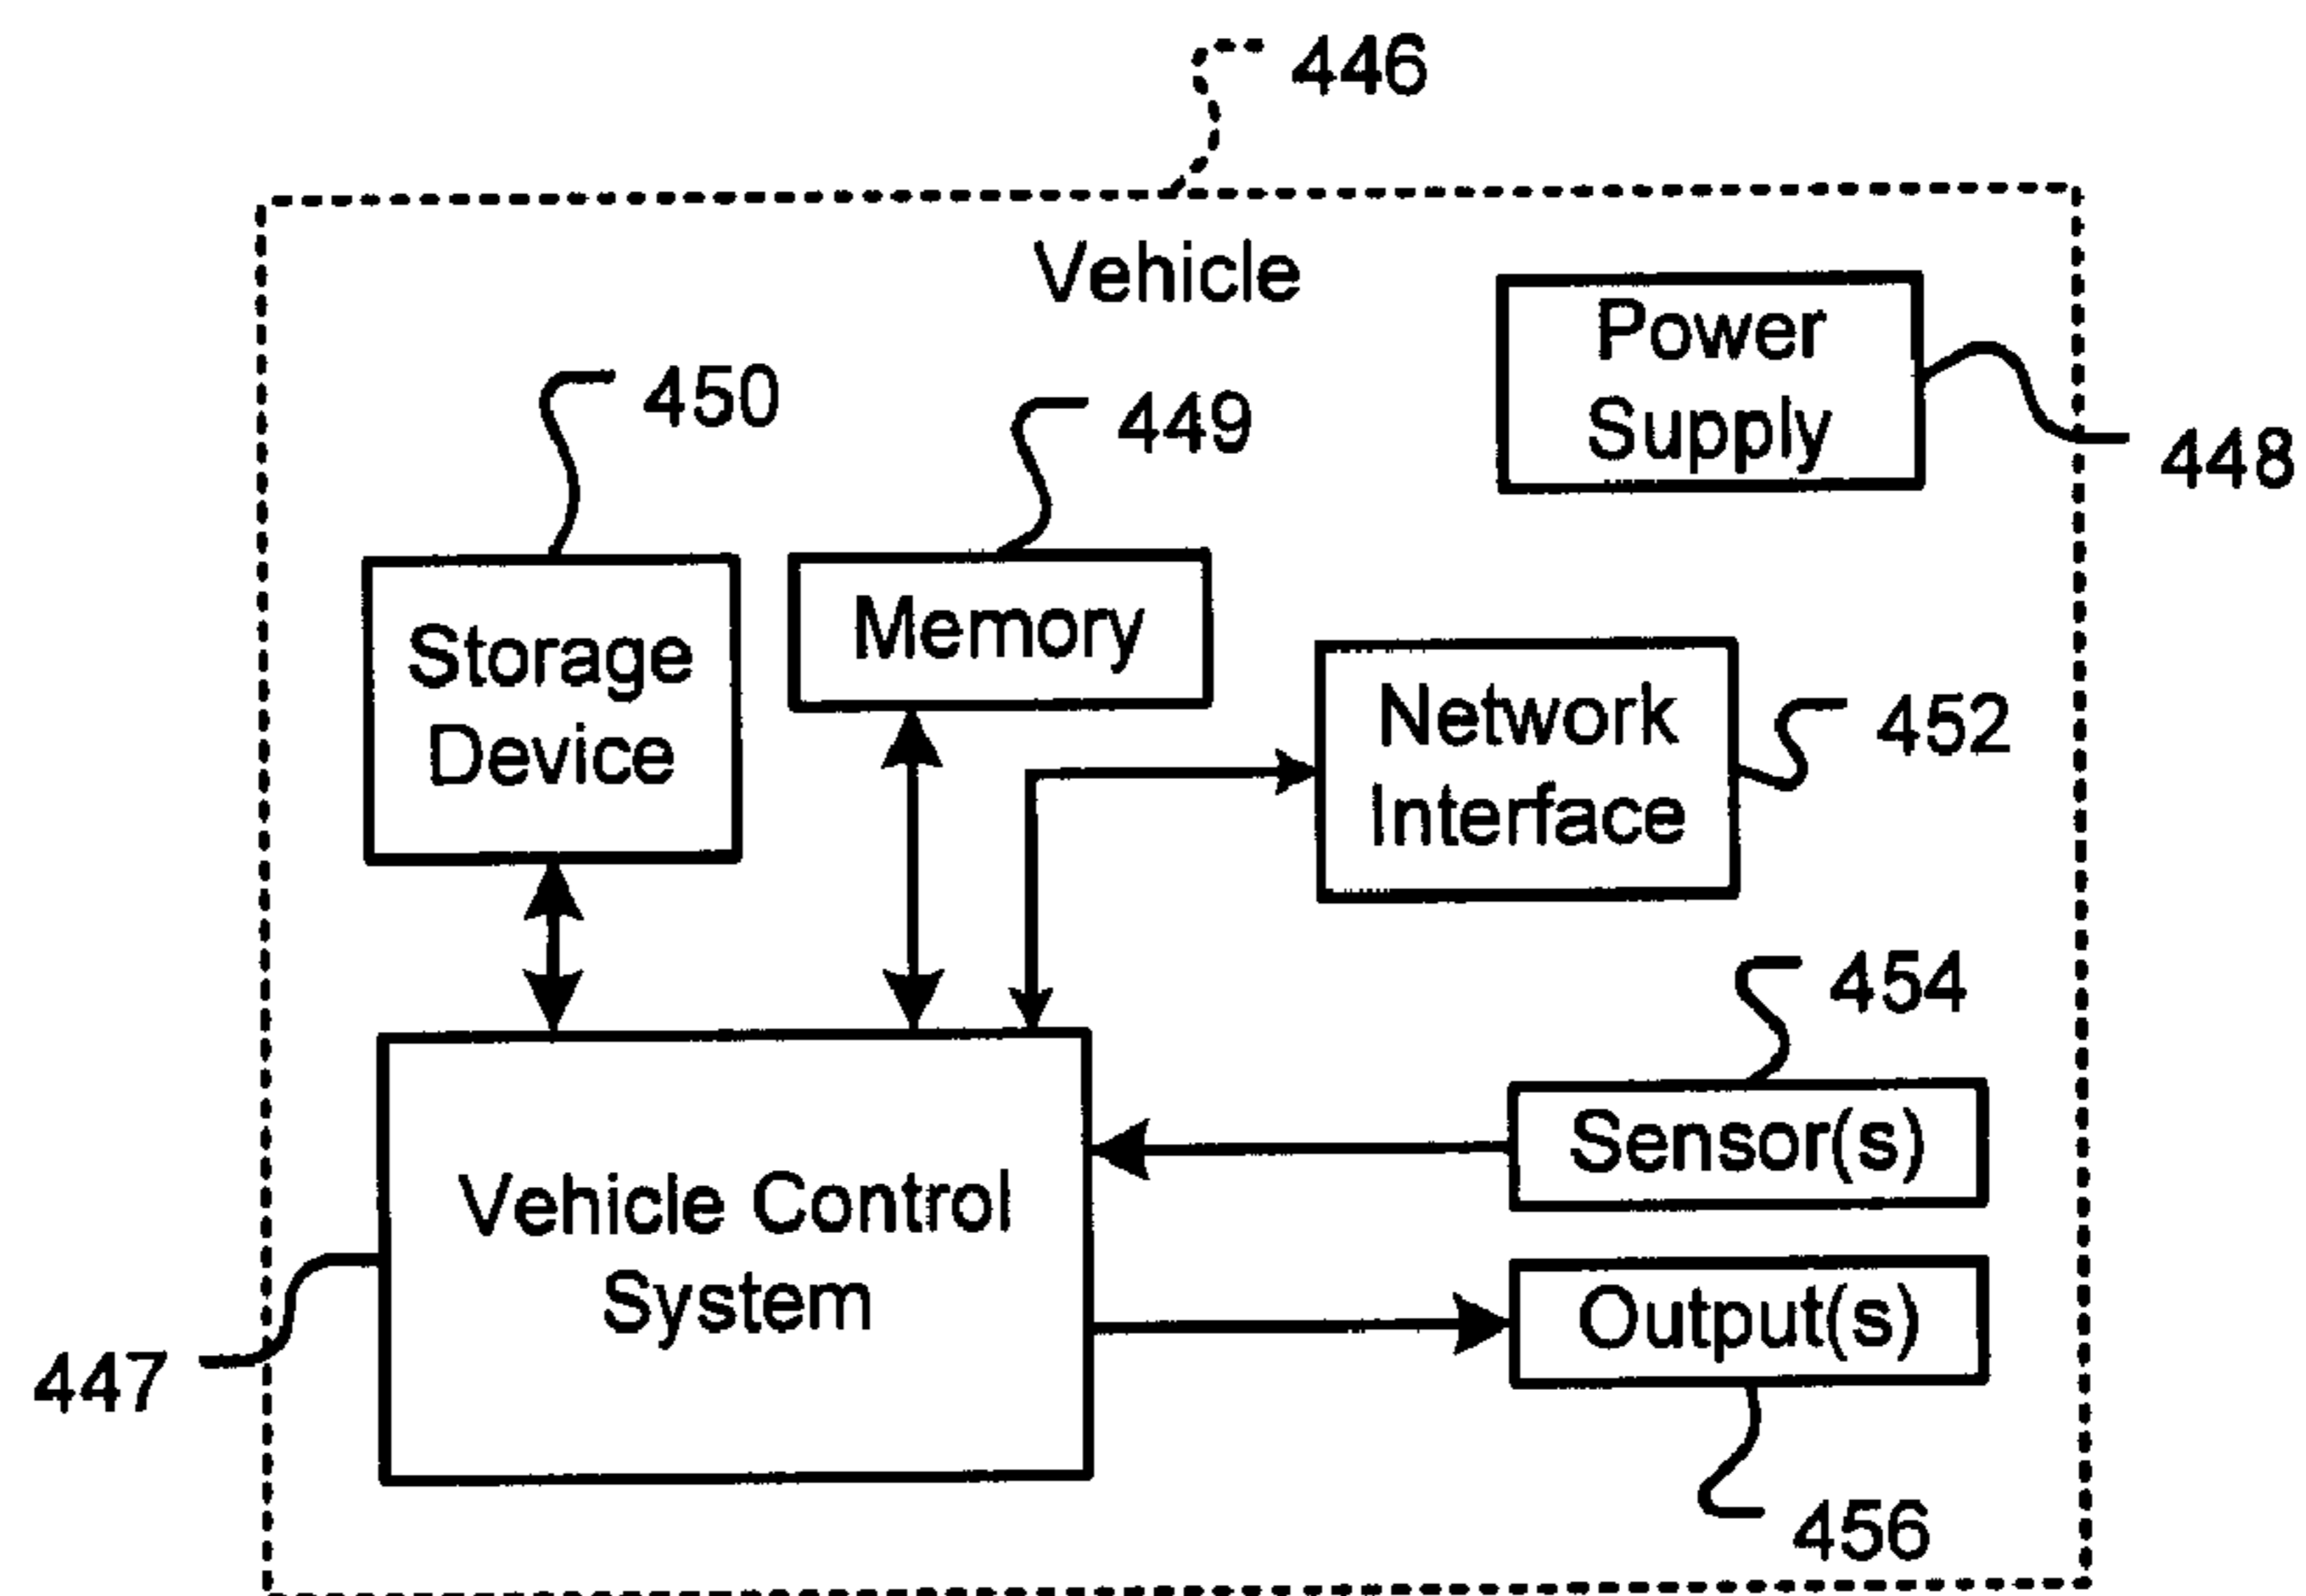 446
Vehicle
Power
Supply
448
450
449
Storage
Device
Memory
Network
Interface
452
454
Sensor(s)
Vehicle Control
System
Output(s)
447
456